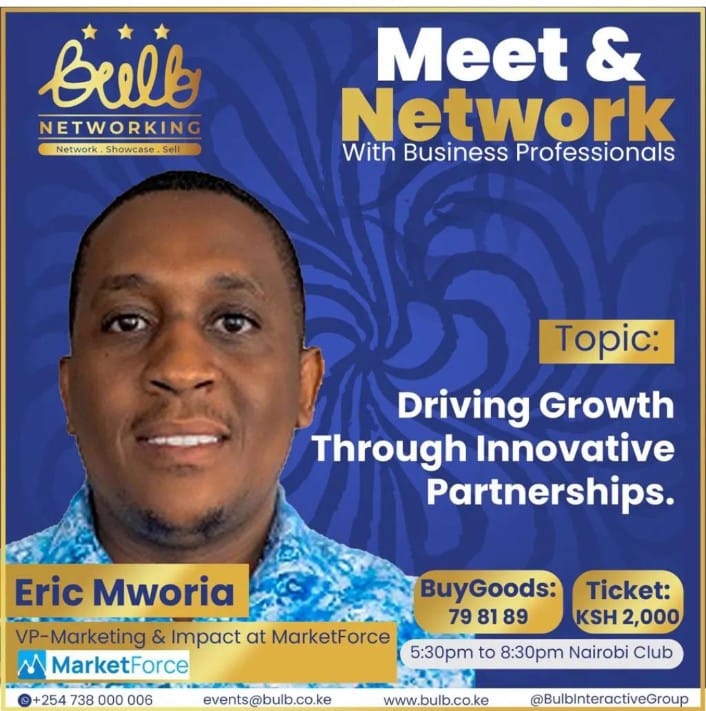 Bulb
NETWORKING
Network . Showcase . Sell
Meet &
Network
With Business Professionals
Topic:
Driving Growth
Through Innovative
Partnerships.
Eric Mworia
VP-Marketing & Impact at MarketForce
MarketForce
BuyGoods:
79 81 89
Ticket:
KSH 2,000
5:30pm to 8:30pm Nairobi Club
+254 738 000 006 events@bulb.co.ke www.bulb.co.ke @BulbInteractiveGroup